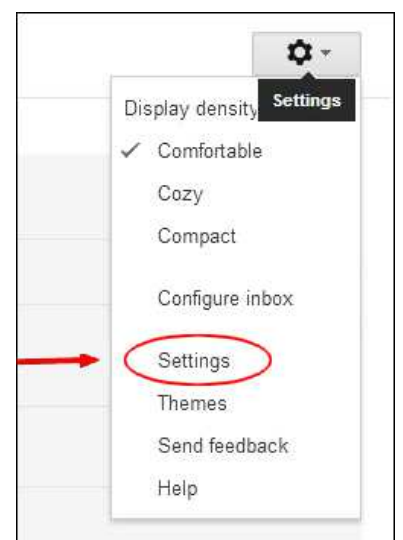 Settings
Display density
Comfortable
Cozy
Compact
Configure inbox
Settings
Themes
Send feedback
Help